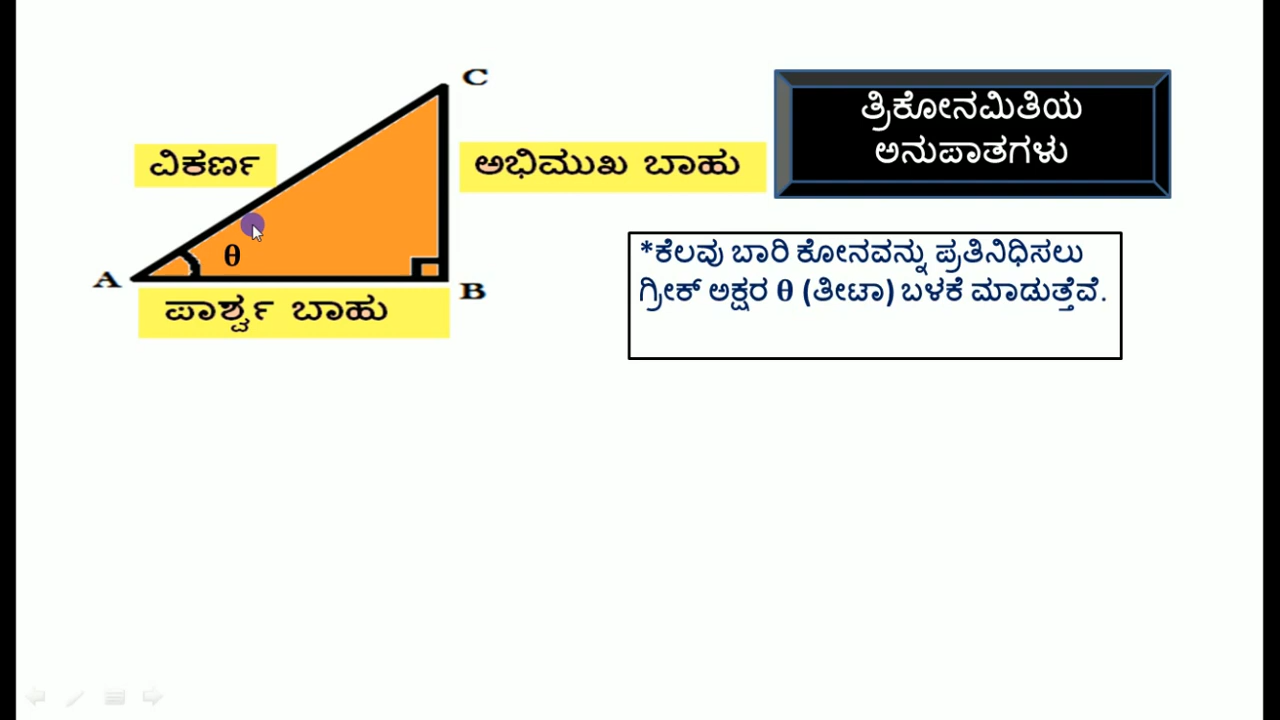 C
ವಿಕರ್ಣ
ಅಭಿಮುಖ ಬಾಹು
θ
A
B
ಪಾರ್ಶ್ವ ಬಾಹು
ತ್ರಿಕೋನಮಿತಿಯ
ಅನುಪಾತಗಳು
*ಕೆಲವು ಬಾರಿ ಕೋನವನ್ನು ಪ್ರತಿನಿಧಿಸಲು
ಗ್ರೀಕ್ ಅಕ್ಷರ θ (ತೀಟಾ) ಬಳಕೆ ಮಾಡುತ್ತೆವೆ.